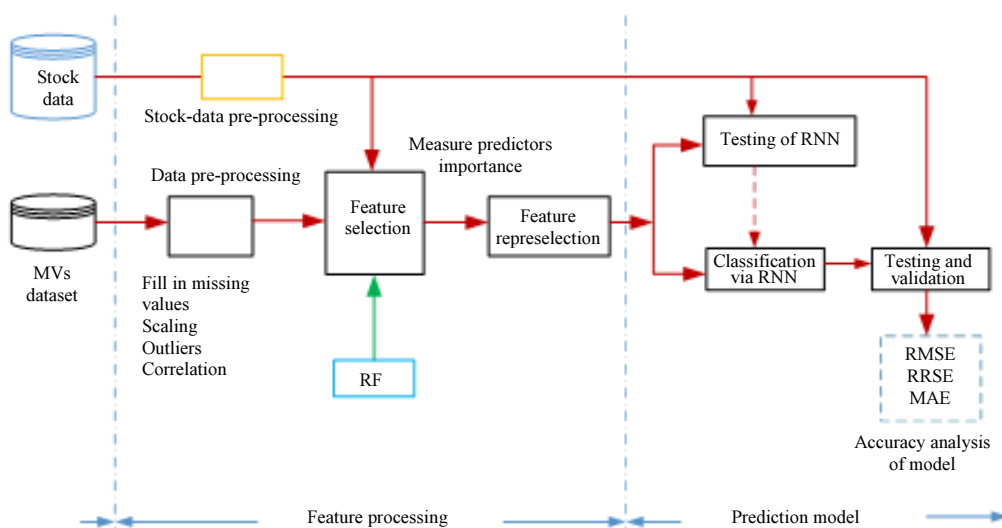 Stock
data
Stock-data pre-processing
Measure predictors
importance
Testing of RNN
Data pre-processing
Feature
selection
Feature
represelection
MVs
dataset
Classification
via RNN
Testing and
validation
Fill in missing
values
Scaling
Outliers
Correlation
RF
RMSE
RRSE
MAE
Accuracy analysis
of model
Feature processing
Prediction model